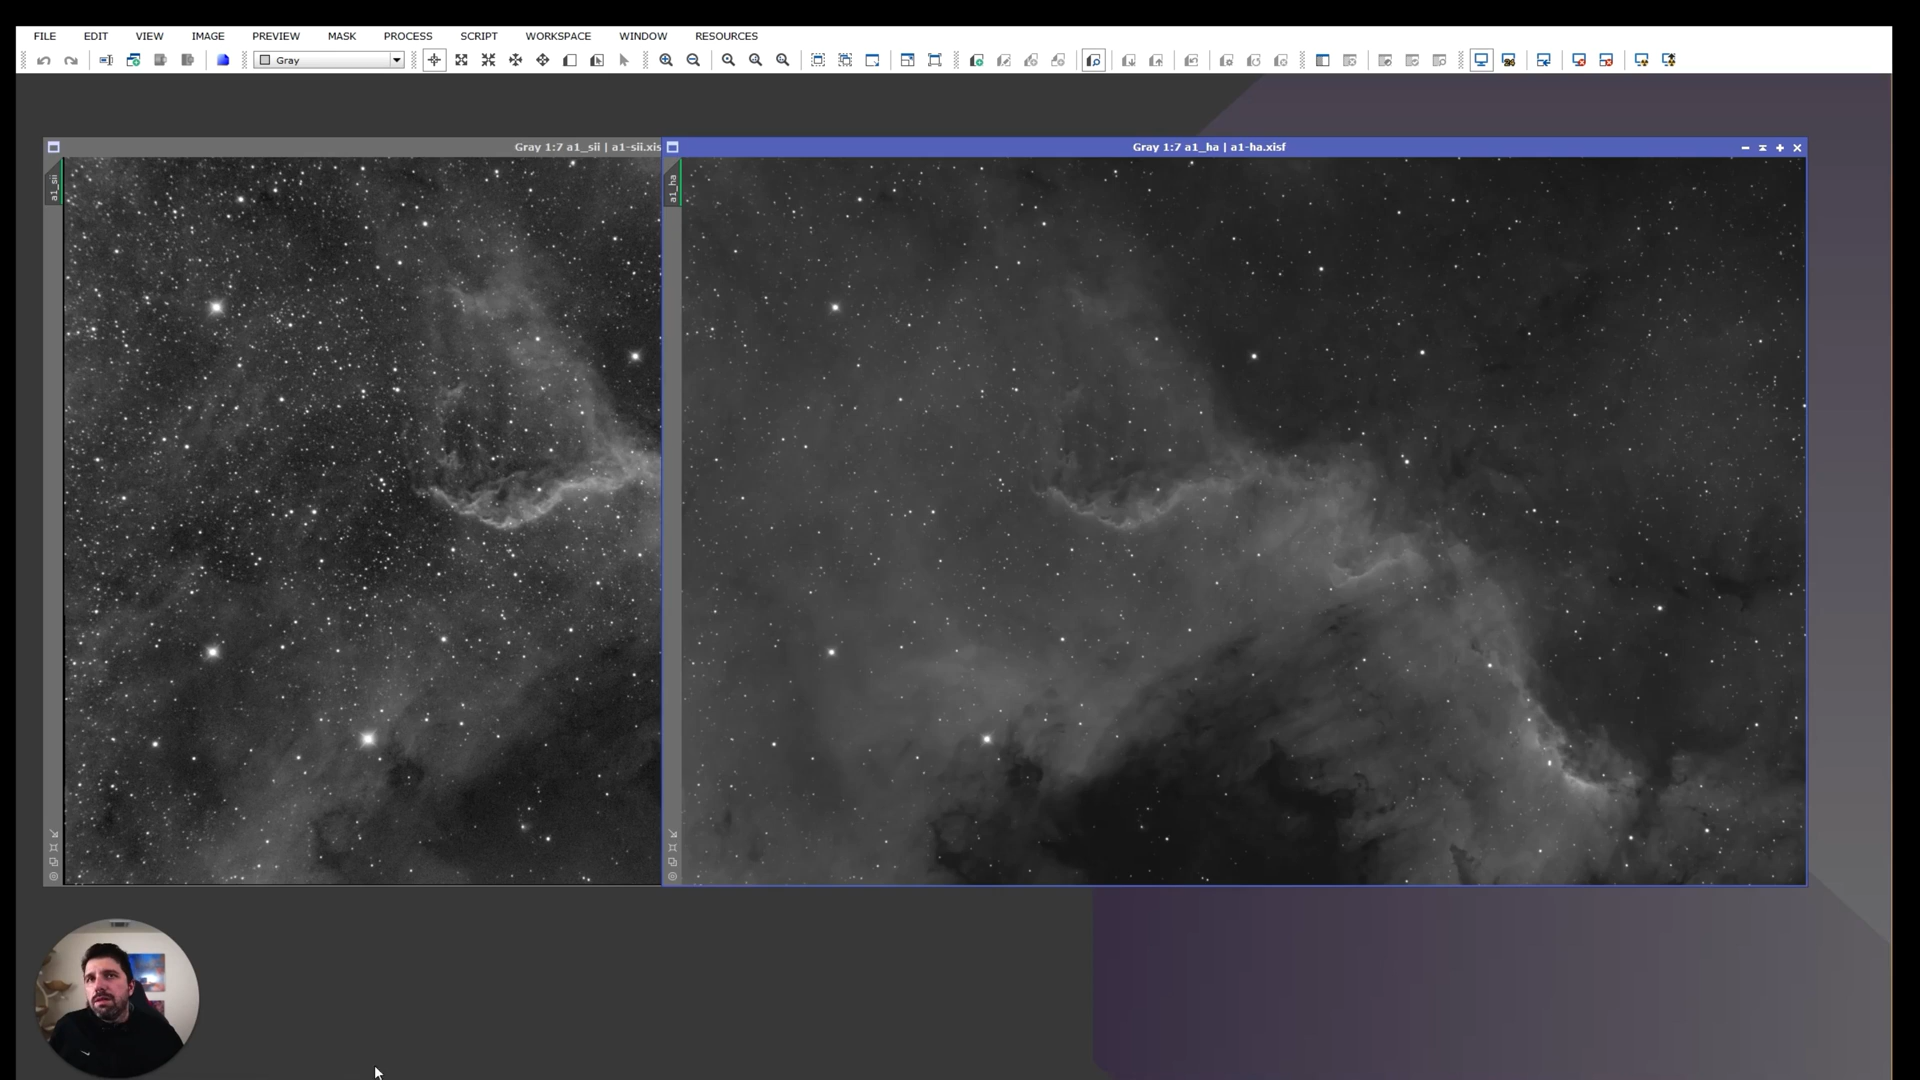 FILE EDIT VIEW IMAGE PREVIEW MASK PROCESS SCRIPT WORKSPACE WINDOW RESOURCES
Gray
Gray 1:7 a1_sii | a1-sii.xis
Gray 1:7 a1_ha | a1-ha.xisf
a1_sii
a1_ha